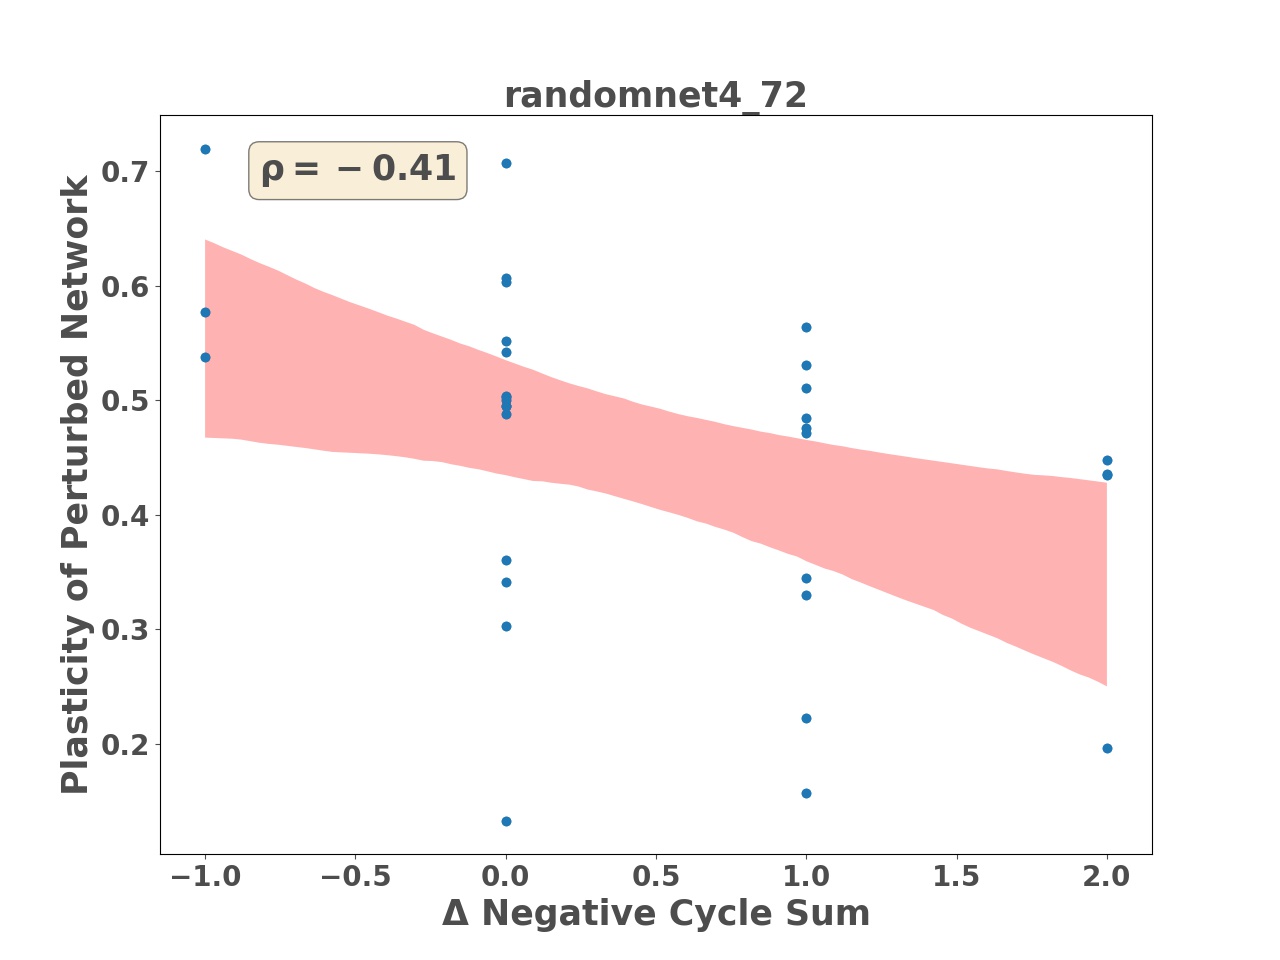 randomnet4_72
ρ = − 0.41
Plasticity of Perturbed Network
0.7
0.6
0.5
0.4
0.3
0.2
−1.0 −0.5 0.0 0.5 1.0 1.5 2.0
Δ Negative Cycle Sum